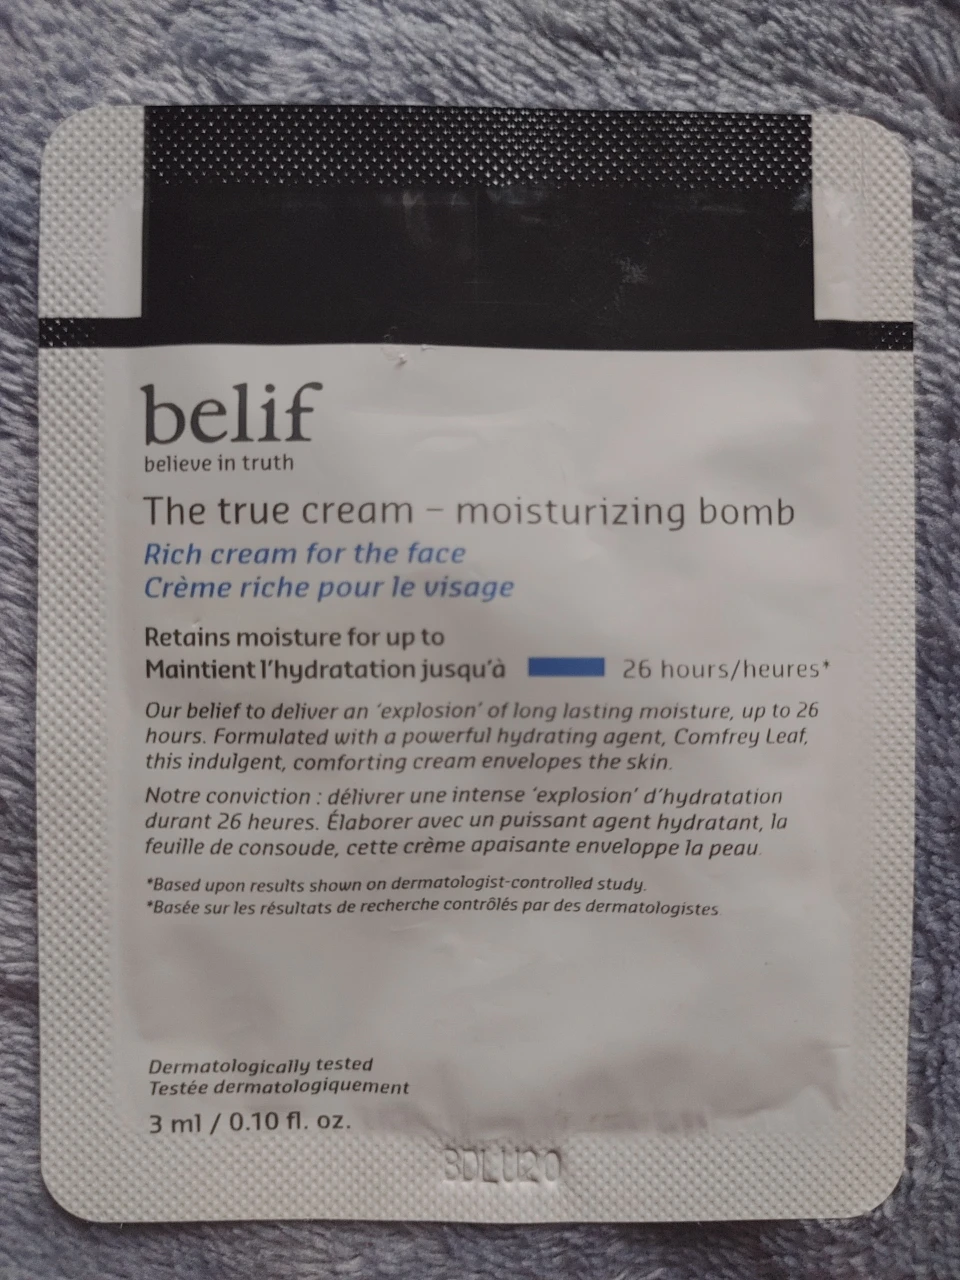 belif
believe in truth
The true cream – moisturizing bomb
Rich cream for the face
Crème riche pour le visage
Retains moisture for up to
Maintient l'hydratation jusqu'à 26 hours/heures*
Our belief to deliver an 'explosion' of long lasting moisture, up to 26
hours. Formulated with a powerful hydrating agent, Comfrey Leaf,
this indulgent, comforting cream envelopes the skin.
Notre conviction : délivrer une intense 'explosion' d'hydratation
durant 26 heures. Élaborer avec un puissant agent hydratant, la
feuille de consoude, cette crème apaisante enveloppe la peau.
*Based upon results shown on dermatologist-controlled study.
*Basée sur les résultats de recherche contrôlés par des dermatologistes
Dermatologically tested
Testée dermatologiquement
3 ml / 0.10 fl. oz.